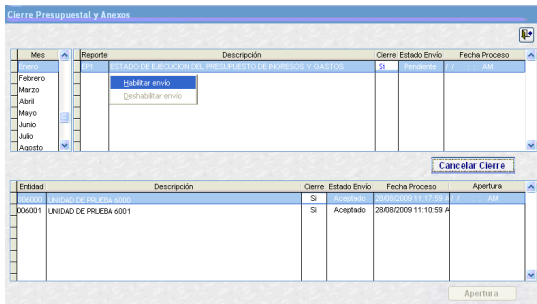 Cierre Presupuestal y Anexos
Mes Reporte Descripción Cierre Estado Envío Fecha Proceso
Enero EP1 ESTADO DE EJECUCION DEL PRESUPUESTO DE INGRESOS Y GASTOS Si Pendiente / / : : AM
Febrero
Marzo
Abril
Mayo
Junio
Julio
Agosto
Habilitar envío
Deshabilitar envío
Cancelar Cierre
Entidad Descripción Cierre Estado Envío Fecha Proceso Apertura
006000 UNIDAD DE PRUEBA 6000 Si Aceptado 28/08/2009 11:17:59 A / / : : AM
006001 UNIDAD DE PRUEBA 6001 Si Aceptado 28/08/2009 11:10:59 A
Apertura